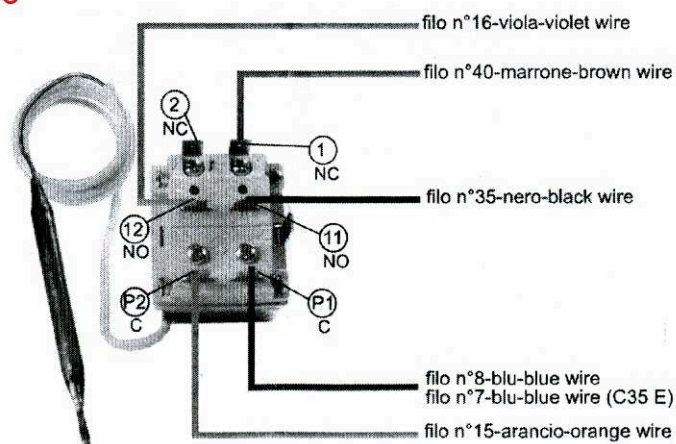 filo n°16-viola-violet wire
filo n°40-marrone-brown wire
2
NC
1
NC
filo n°35-nero-black wire
12
NO
11
NO
P2
C
P1
C
filo n°8-blu-blue wire
filo n°7-blu-blue wire (C35 E)
filo n°15-arancio-orange wire